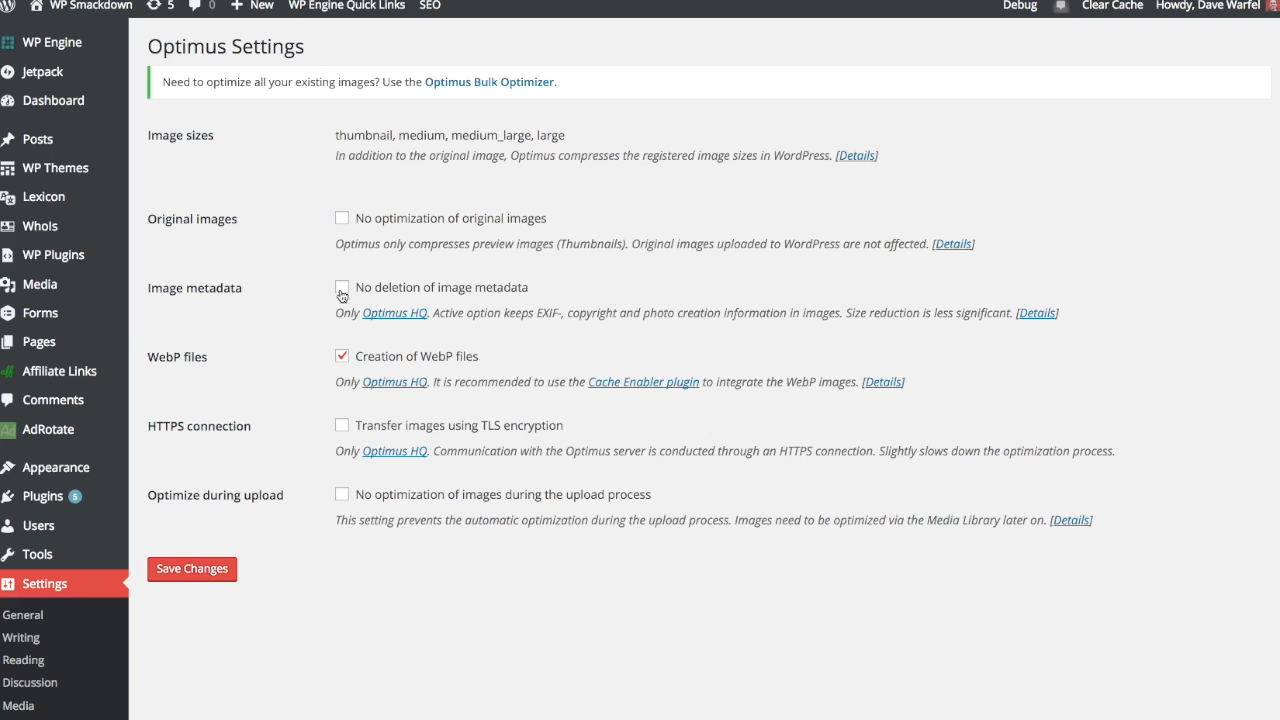 WP Smackdown 5 0 New WP Engine Quick Links SEO Debug Clear Cache Howdy, Dave Warfel
WP Engine
Jetpack
Dashboard
Posts
WP Themes
Lexicon
WhoIs
WP Plugins
Media
Forms
Pages
Affiliate Links
Comments
AdRotate
Appearance
Plugins 5
Users
Tools
Settings
General
Writing
Reading
Discussion
Media
Optimus Settings
Need to optimize all your existing images? Use the Optimus Bulk Optimizer.
Image sizes thumbnail, medium, medium_large, large
In addition to the original image, Optimus compresses the registered image sizes in WordPress. [Details]
Original images No optimization of original images
Optimus only compresses preview images (Thumbnails). Original images uploaded to WordPress are not affected. [Details]
Image metadata No deletion of image metadata
Only Optimus HQ. Active option keeps EXIF-, copyright and photo creation information in images. Size reduction is less significant. [Details]
WebP files Creation of WebP files
Only Optimus HQ. It is recommended to use the Cache Enabler plugin to integrate the WebP images. [Details]
HTTPS connection Transfer images using TLS encryption
Only Optimus HQ. Communication with the Optimus server is conducted through an HTTPS connection. Slightly slows down the optimization process.
Optimize during upload No optimization of images during the upload process
This setting prevents the automatic optimization during the upload process. Images need to be optimized via the Media Library later on. [Details]
Save Changes